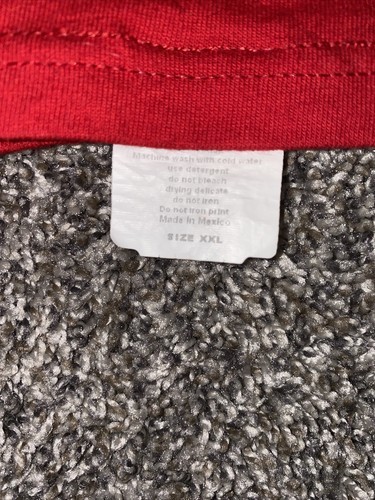 Machine wash with cold water
use detergent
do not bleach
drying delicate
do not iron
Do not iron print
Made in Mexico
SIZE XXL